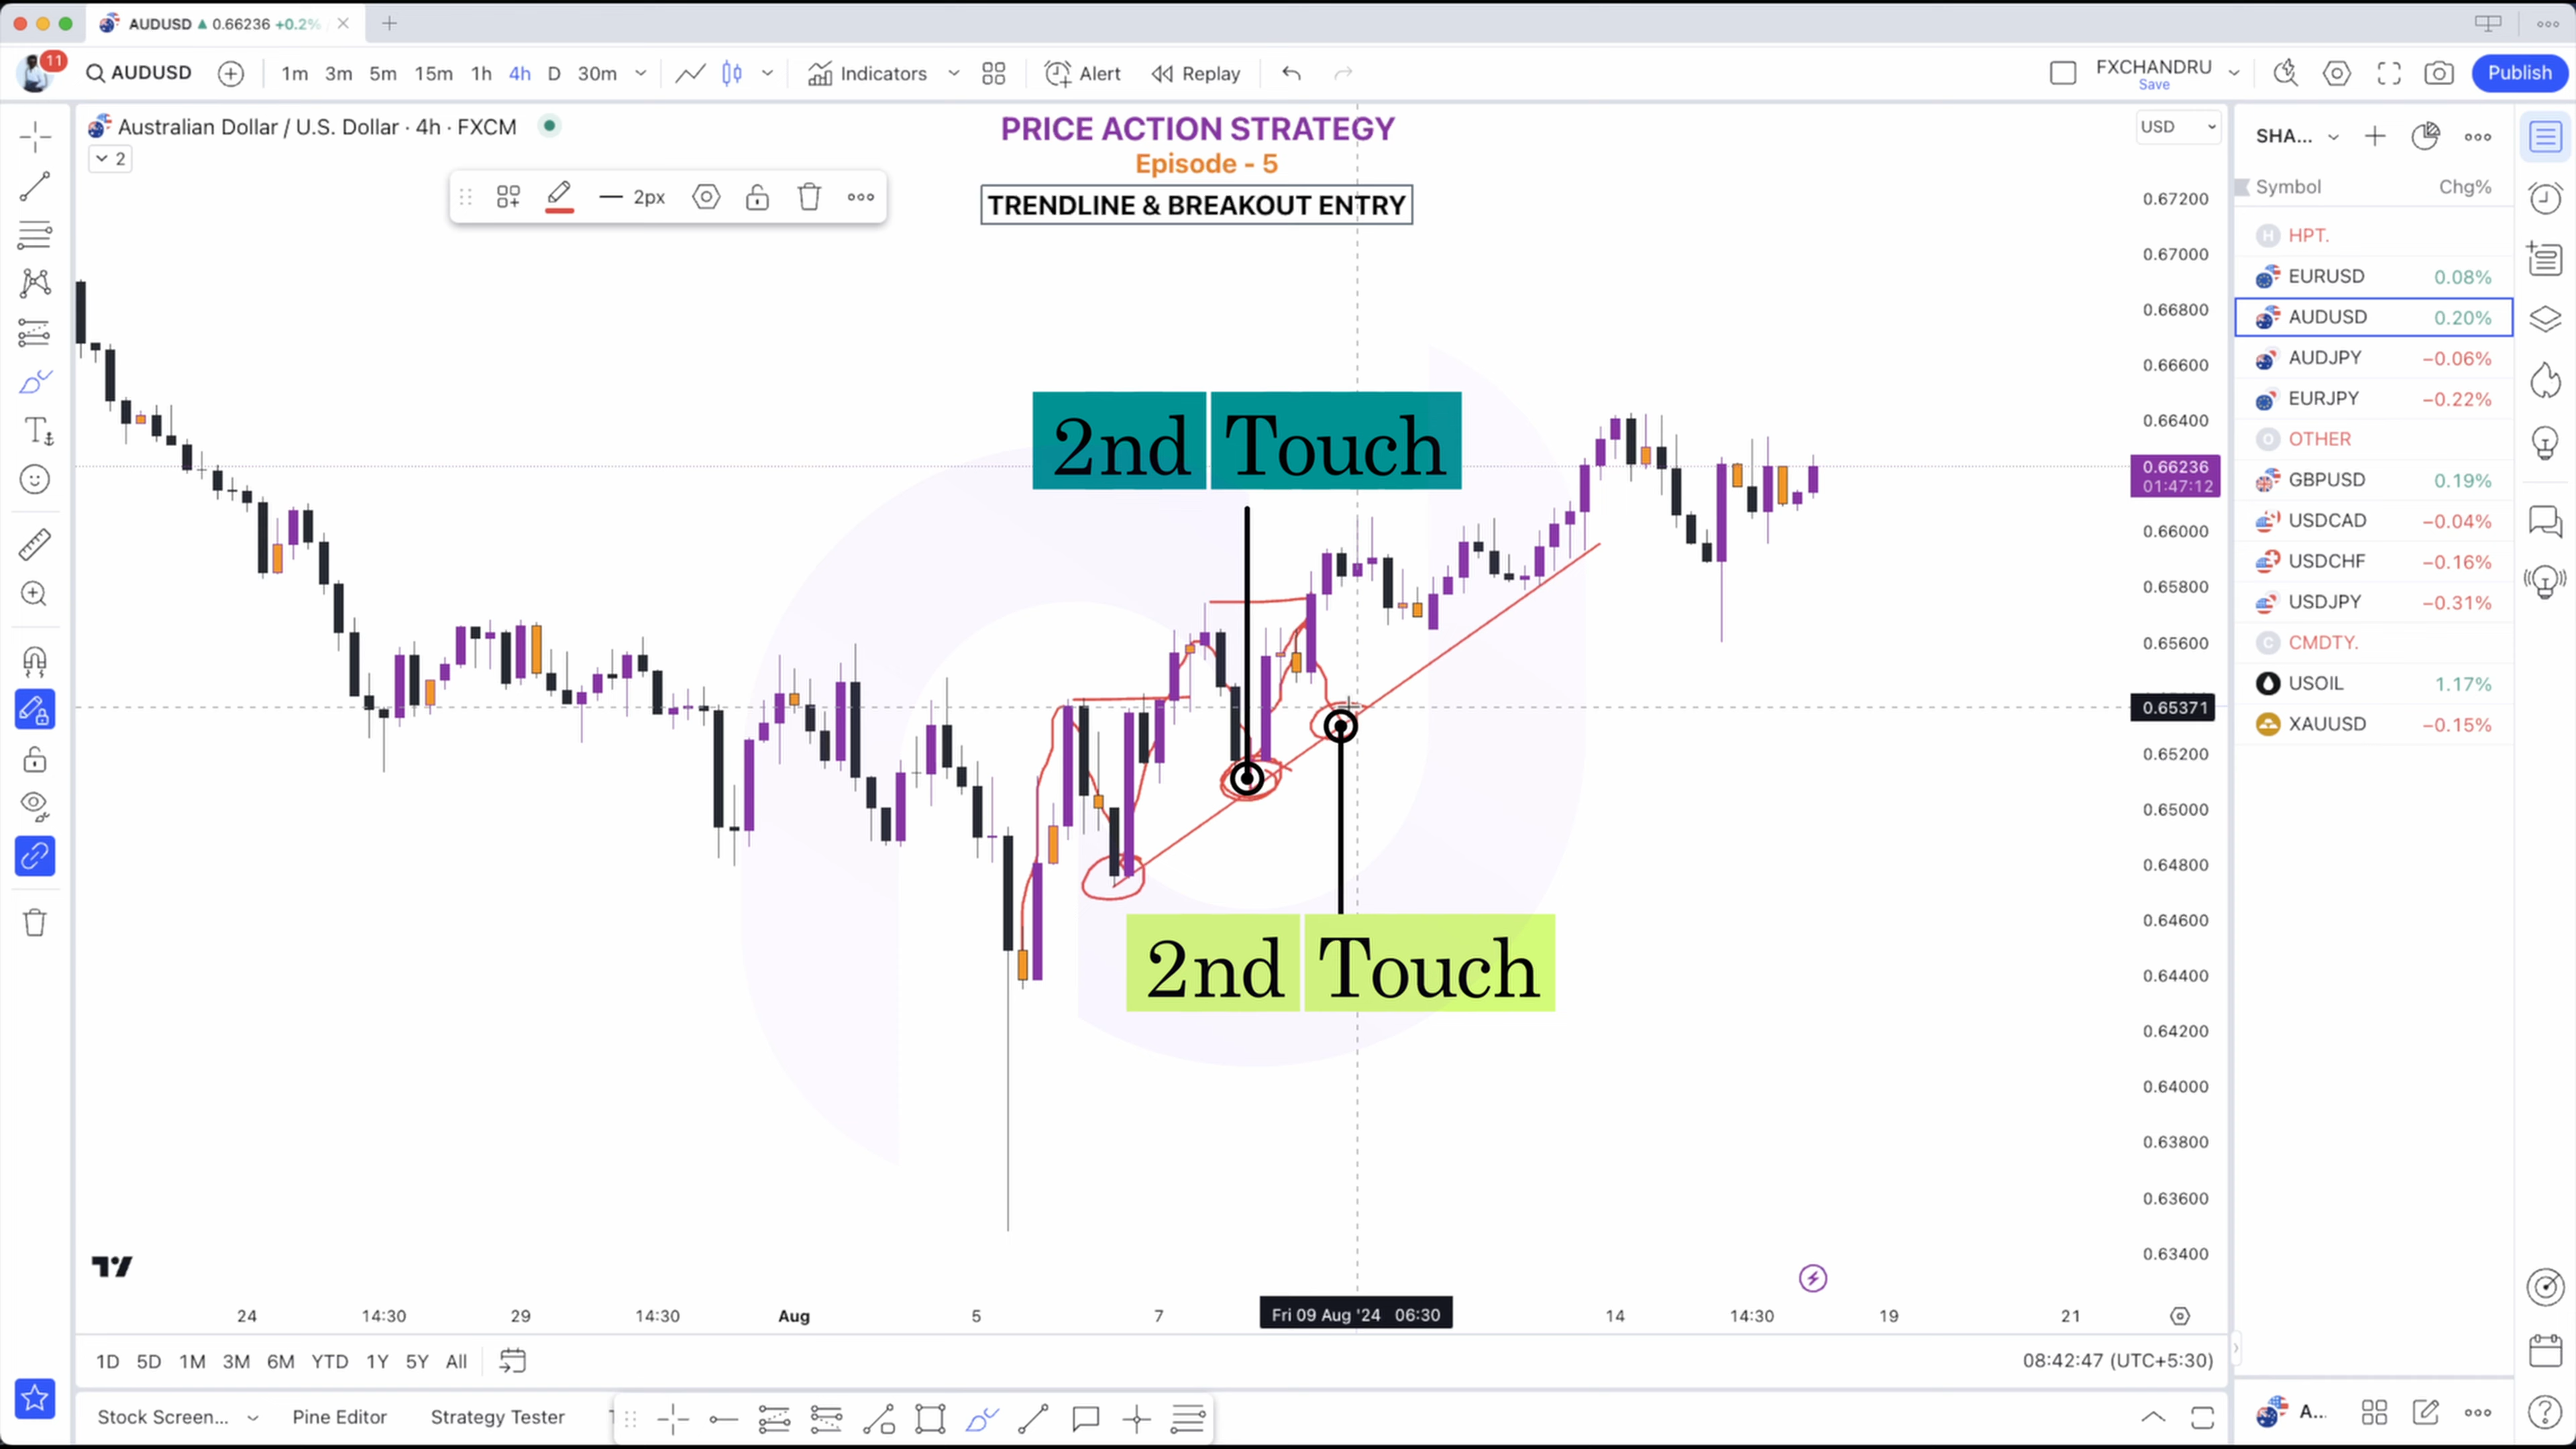 AUDUSD ▲ 0.66236 +0.2%
11
AUDUSD
1m 3m 5m 15m 1h 4h D 30m
Indicators
Alert
Replay
FXCHANDRU
Save
Publish
Australian Dollar / U.S. Dollar · 4h · FXCM
2
2px
PRICE ACTION STRATEGY
Episode - 5
TRENDLINE & BREAKOUT ENTRY
2nd Touch
2nd Touch
USD
0.67200
0.67000
0.66800
0.66600
0.66400
0.66236
01:47:12
0.66000
0.65800
0.65600
0.65371
0.65200
0.65000
0.64800
0.64600
0.64400
0.64200
0.64000
0.63800
0.63600
0.63400
SHA...
Symbol Chg%
HPT.
EURUSD 0.08%
AUDUSD 0.20%
AUDJPY −0.06%
EURJPY −0.22%
OTHER
GBPUSD 0.19%
USDCAD −0.04%
USDCHF −0.16%
USDJPY −0.31%
CMDTY.
USOIL 1.17%
XAUUSD −0.15%
24 14:30 29 14:30 Aug 5 7 Fri 09 Aug '24 06:30 14 14:30 19 21
1D 5D 1M 3M 6M YTD 1Y 5Y All
08:42:47 (UTC+5:30)
Stock Screen... Pine Editor Strategy Tester
A...